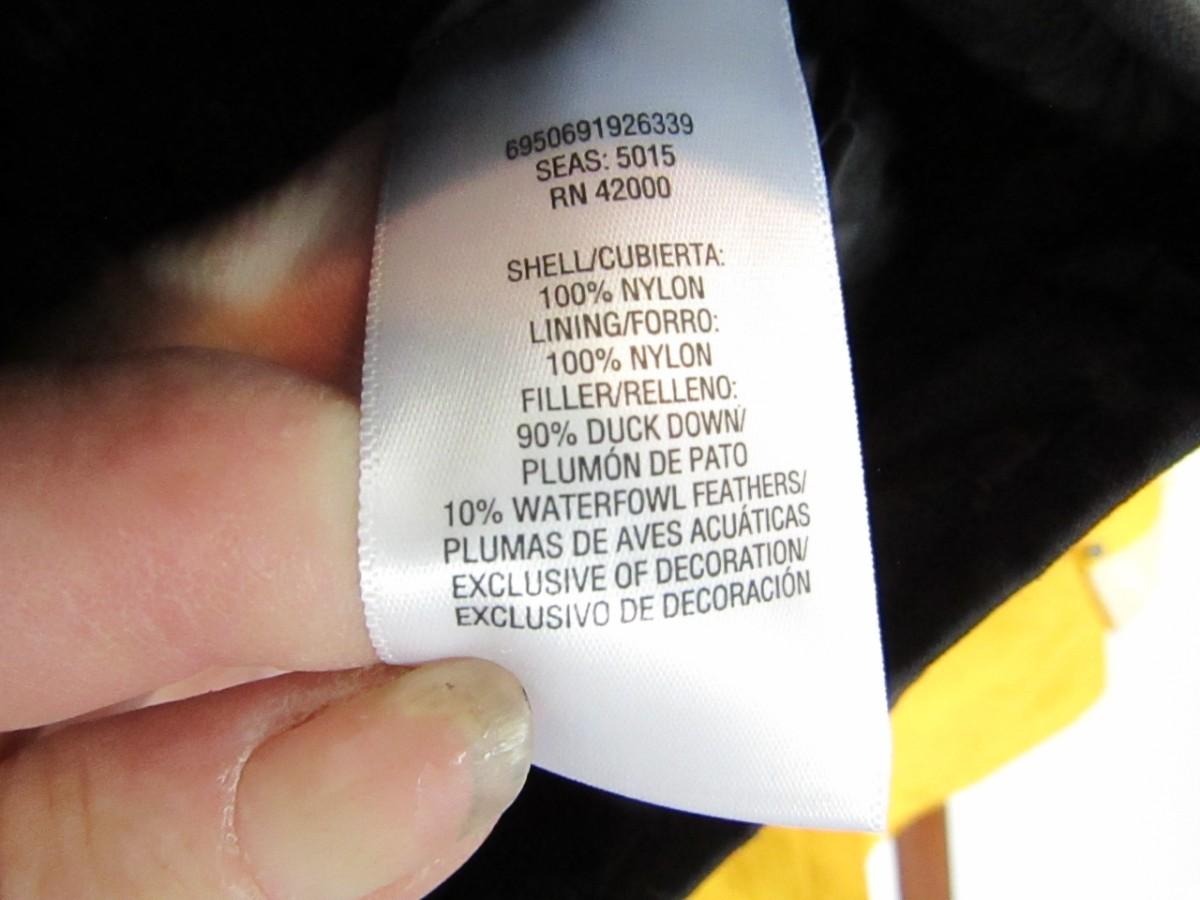 6950691926339
SEAS: 5015
RN 42000
SHELL/CUBIERTA:
100% NYLON
LINING/FORRO:
100% NYLON
FILLER/RELLENO:
90% DUCK DOWN/
PLUMÓN DE PATO
10% WATERFOWL FEATHERS/
PLUMAS DE AVES ACUÁTICAS
EXCLUSIVE OF DECORATION/
EXCLUSIVO DE DECORACIÓN